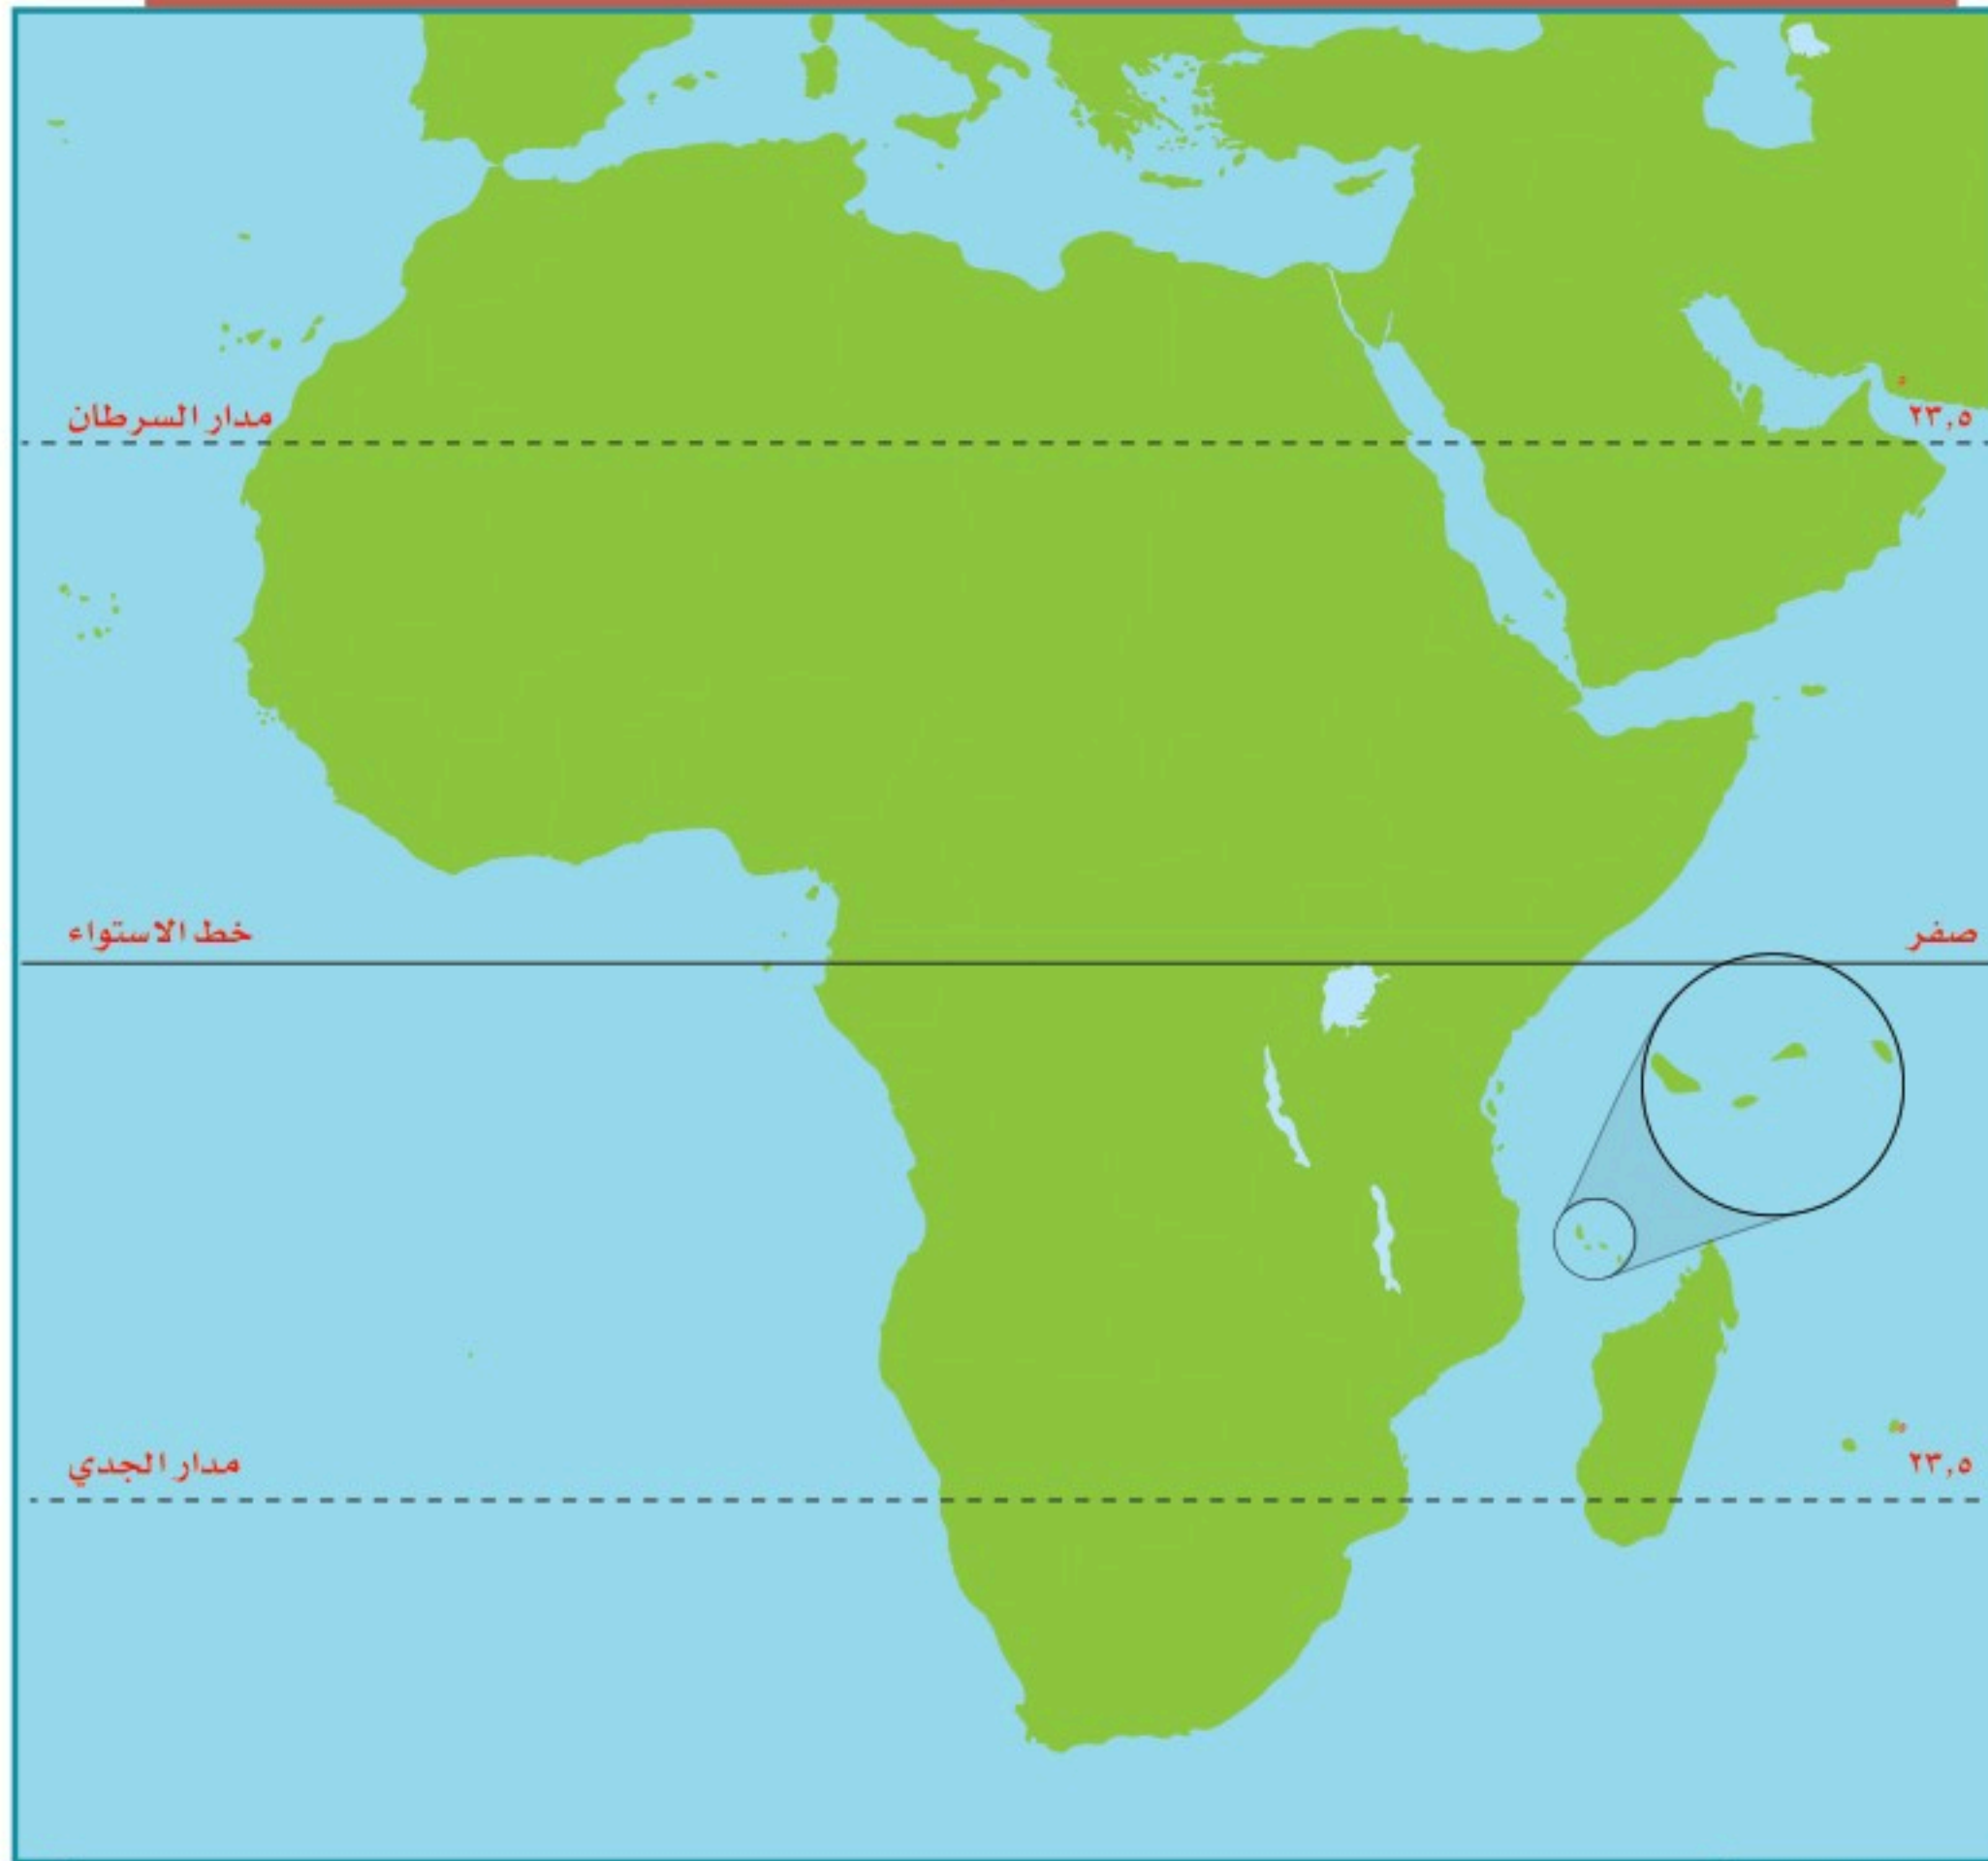 مدار السرطان
٢٣,٥°
خط الاستواء
صفر
مدار الجدي
٢٣,٥°